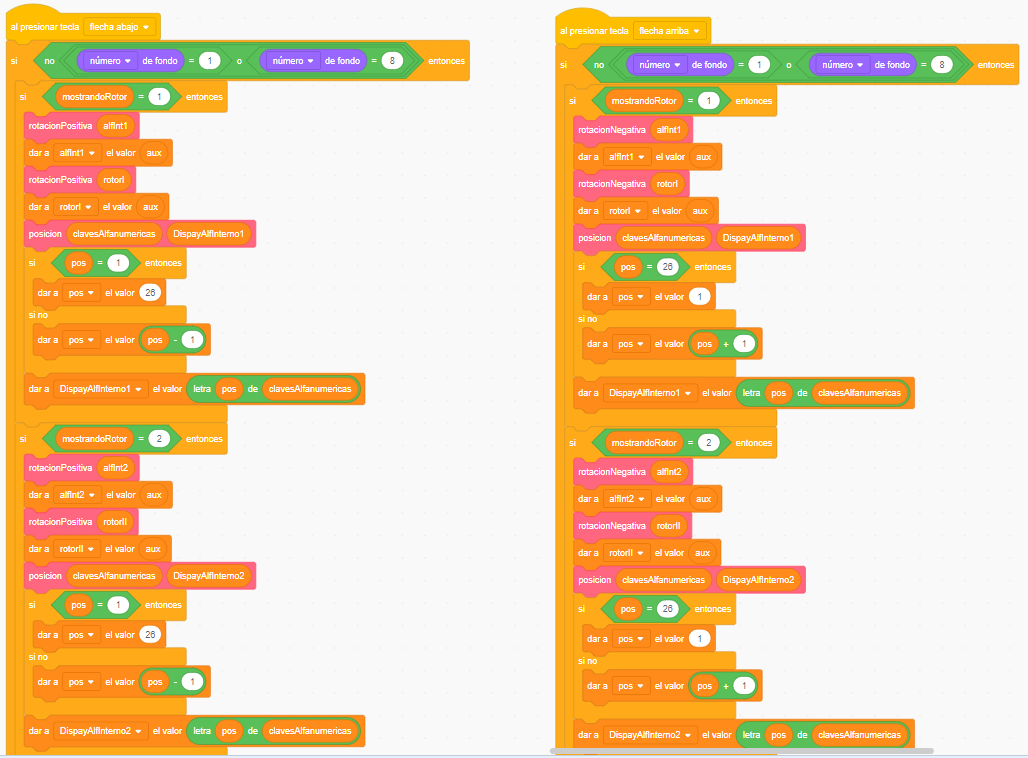 al presionar tecla flecha abajo
si no número de fondo = 1 o número de fondo = 8 entonces
si mostrandoRotor = 1 entonces
rotacionPositiva alfInt1
dar a alfInt1 el valor aux
rotacionPositiva rotorI
dar a rotorI el valor aux
posicion clavesAlfanumericas DispayAlfInterno1
si pos = 1 entonces
dar a pos el valor 26
si no
dar a pos el valor pos - 1
dar a DispayAlfInterno1 el valor letra pos de clavesAlfanumericas
si mostrandoRotor = 2 entonces
rotacionPositiva alfInt2
dar a alfInt2 el valor aux
rotacionPositiva rotorII
dar a rotorII el valor aux
posicion clavesAlfanumericas DispayAlfInterno2
si pos = 1 entonces
dar a pos el valor 26
si no
dar a pos el valor pos - 1
dar a DispayAlfInterno2 el valor letra pos de clavesAlfanumericas
al presionar tecla flecha arriba
si no número de fondo = 1 o número de fondo = 8 entonces
si mostrandoRotor = 1 entonces
rotacionNegativa alfInt1
dar a alfInt1 el valor aux
rotacionNegativa rotorI
dar a rotorI el valor aux
posicion clavesAlfanumericas DispayAlfInterno1
si pos = 26 entonces
dar a pos el valor 1
si no
dar a pos el valor pos + 1
dar a DispayAlfInterno1 el valor letra pos de clavesAlfanumericas
si mostrandoRotor = 2 entonces
rotacionNegativa alfInt2
dar a alfInt2 el valor aux
rotacionNegativa rotorII
dar a rotorII el valor aux
posicion clavesAlfanumericas DispayAlfInterno2
si pos = 26 entonces
dar a pos el valor 1
si no
dar a pos el valor pos + 1
dar a DispayAlfInterno2 el valor letra pos de clavesAlfanumericas